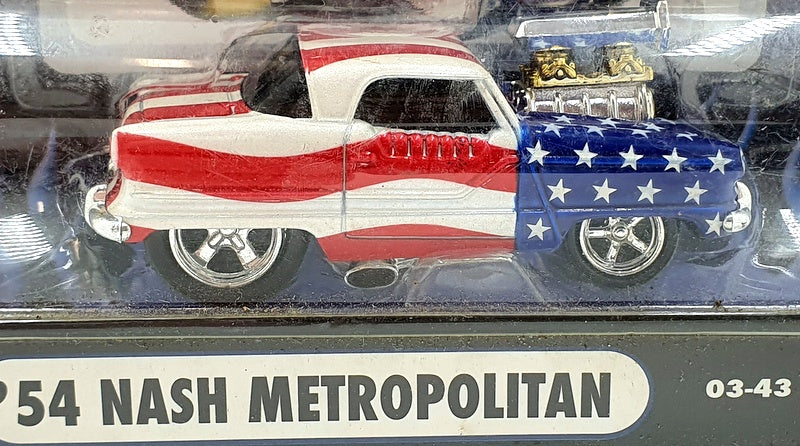 '54 NASH METROPOLITAN
03-43